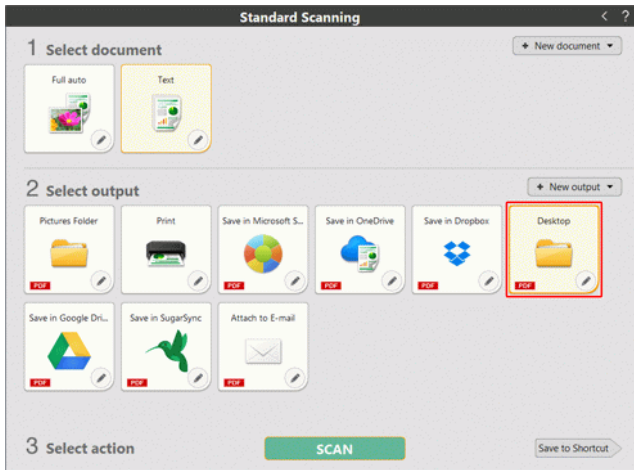 Standard Scanning < ?
1 Select document
+ New document
Full auto
Text
2 Select output
+ New output
Pictures Folder
Print
Save in Microsoft S...
Save in OneDrive
Save in Dropbox
Desktop
PDF
PDF
PDF
PDF
PDF
Save in Google Dri...
Save in SugarSync
Attach to E-mail
PDF
PDF
PDF
3 Select action
SCAN
Save to Shortcut